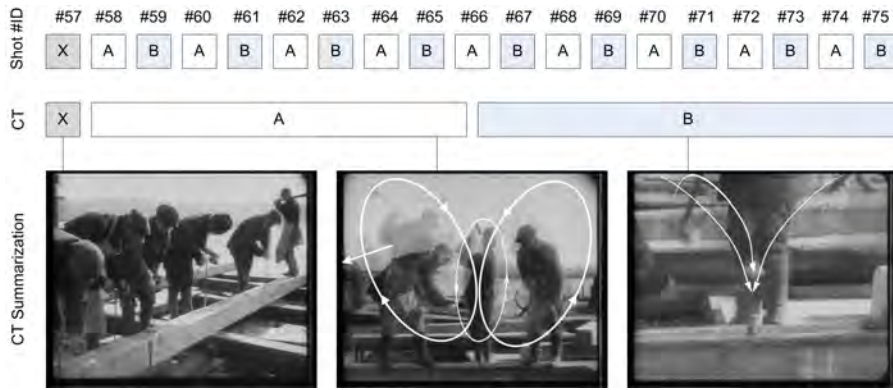 #57 #58 #59 #60 #61 #62 #63 #64 #65 #66 #67 #68 #69 #70 #71 #72 #73 #74 #75
Shot #ID
X A B A B A B A B A B A B A B A B A B
CT
X A B
CT Summarization